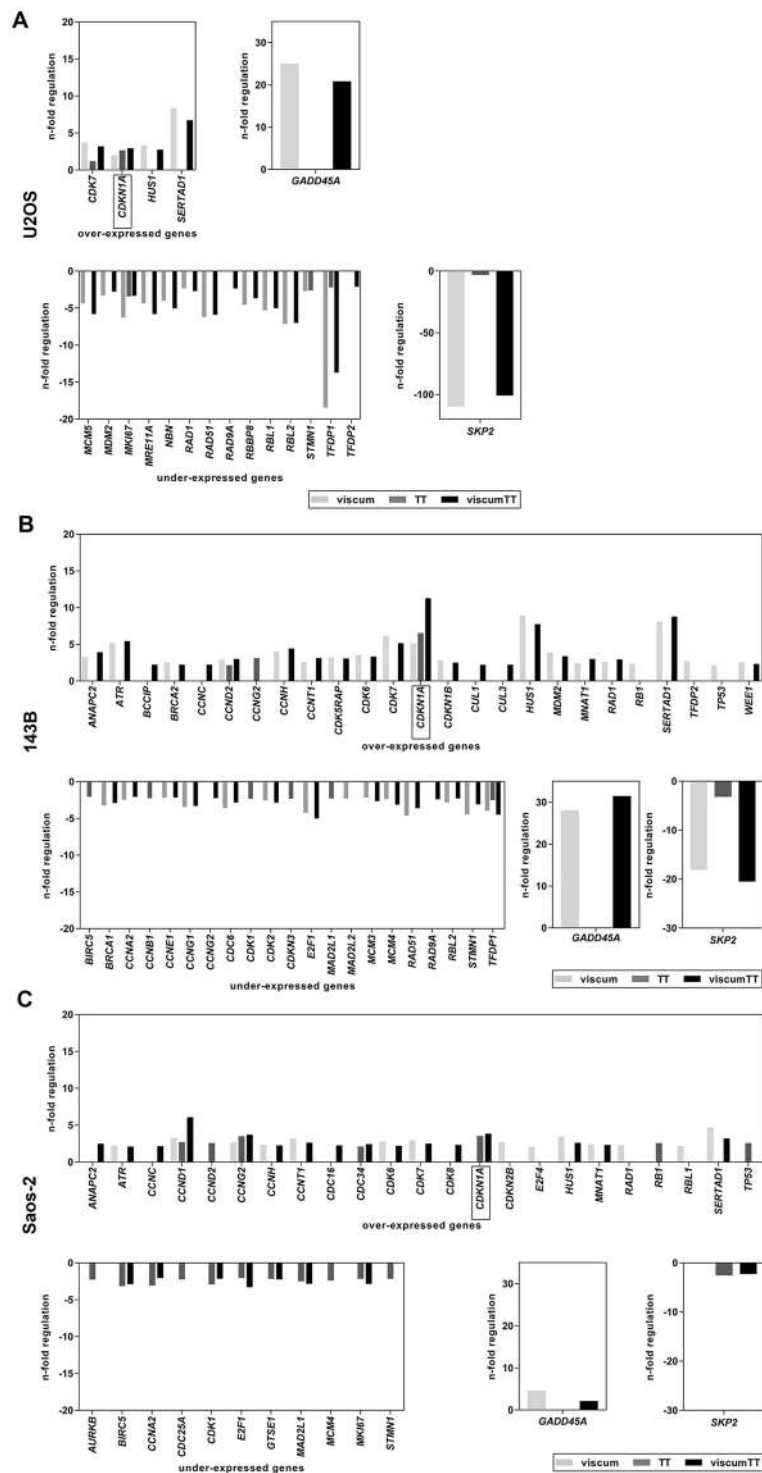 A
U2OS
n-fold regulation
20
15
10
5
0
CDK7
CDKN1A
HUS1
SERTAD1
over-expressed genes
n-fold regulation
30
20
10
0
GADD45A
n-fold regulation
0
-5
-10
-15
-20
MCM5
MDM2
MKI67
MRE11A
NBN
RAD1
RAD51
RAD9A
RBBP8
RBL1
RBL2
STMN1
TFDP1
TFDP2
under-expressed genes
n-fold regulation
0
-50
-100
SKP2
viscum TT viscumTT
B
143B
n-fold regulation
20
15
10
5
0
ANAPC2
ATR
BCCIP
BRCA2
CCNC
CCND2
CCNG2
CCNH
CCNT1
CDK5RAP
CDK6
CDK7
CDKN1A
CDKN1B
CUL1
CUL3
HUS1
MDM2
MNAT1
RAD1
RB1
SERTAD1
TFDP2
TP53
WEE1
over-expressed genes
n-fold regulation
0
-5
-10
-15
-20
BIRC5
BRCA1
CCNA2
CCNB1
CCNE1
CCNG1
CCNG2
CDC6
CDK1
CDK2
CDKN3
E2F1
MAD2L1
MAD2L2
MCM3
MCM4
RAD51
RAD9A
RBL2
STMN1
TFDP1
under-expressed genes
n-fold regulation
30
20
10
0
GADD45A
n-fold regulation
0
-10
-20
-30
SKP2
viscum TT viscumTT
C
Saos-2
n-fold regulation
20
15
10
5
0
ANAPC2
ATR
CCNC
CCND1
CCND2
CCNG2
CCNH
CCNT1
CDC16
CDC34
CDK6
CDK7
CDK8
CDKN1A
CDKN2B
E2F4
HUS1
MNAT1
RAD1
RB1
RBL1
SERTAD1
TP53
over-expressed genes
n-fold regulation
0
-5
-10
-15
-20
AURKB
BIRC5
CCNA2
CDC25A
CDK1
E2F1
GTSE1
MAD2L1
MCM4
MKI67
STMN1
under-expressed genes
n-fold regulation
30
20
10
0
GADD45A
n-fold regulation
0
-10
-20
-30
SKP2
viscum TT viscumTT